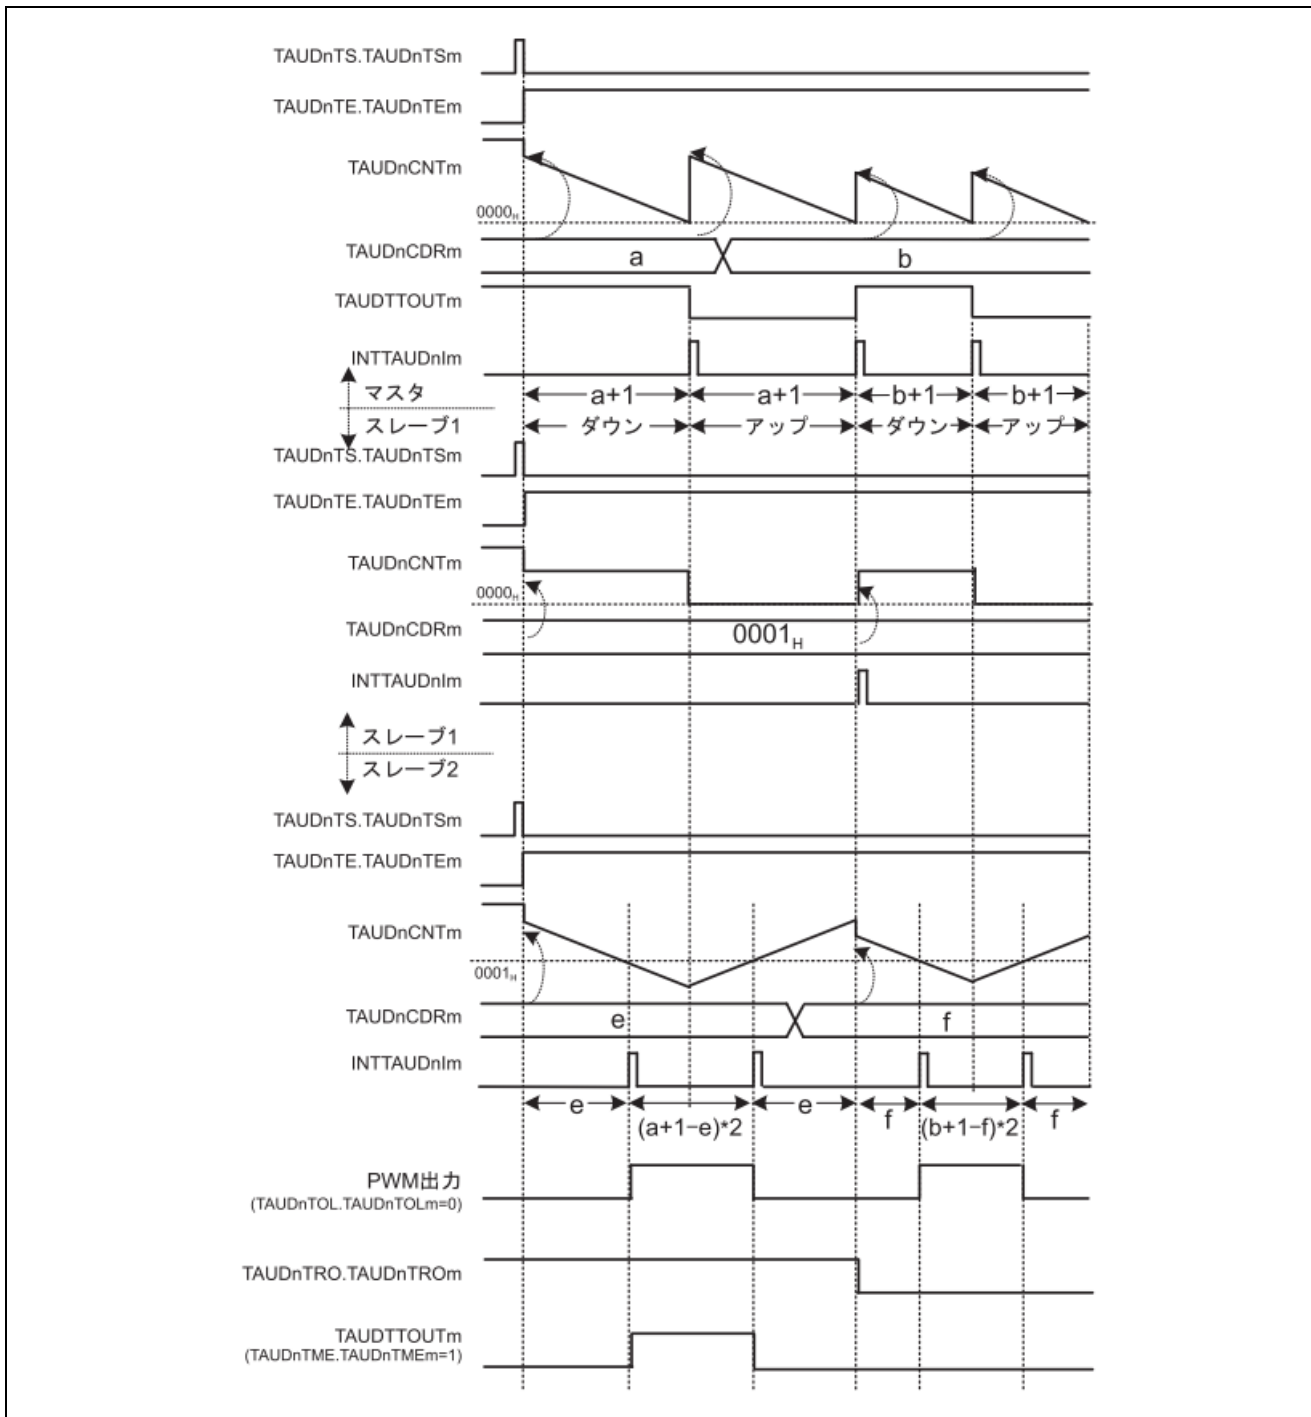 TAUDnTS.TAUDnTSm
TAUDnTE.TAUDnTEm
TAUDnCNTm
0000H
TAUDnCDRm
a
b
TAUDTTOUTm
INTTAUDnIm
マスタ
a+1
a+1
b+1
b+1
スレーブ1
ダウン
アップ
ダウン
アップ
TAUDnTS.TAUDnTSm
TAUDnTE.TAUDnTEm
TAUDnCNTm
0000H
TAUDnCDRm
0001H
INTTAUDnIm
スレーブ1
スレーブ2
TAUDnTS.TAUDnTSm
TAUDnTE.TAUDnTEm
TAUDnCNTm
0001H
TAUDnCDRm
e
f
INTTAUDnIm
e
(a+1−e)*2
e
f
(b+1−f)*2
f
PWM出力
(TAUDnTOL.TAUDnTOLm=0)
TAUDnTRO.TAUDnTROm
TAUDTTOUTm
(TAUDnTME.TAUDnTMEm=1)